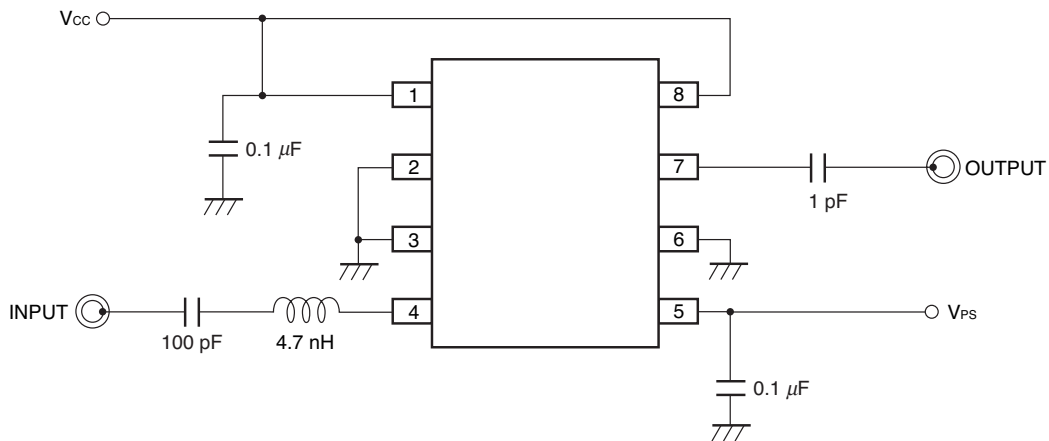 VCC
1
8
0.1 μF
2
7
OUTPUT
1 pF
3
6
INPUT
4
5
VPS
100 pF
4.7 nH
0.1 μF